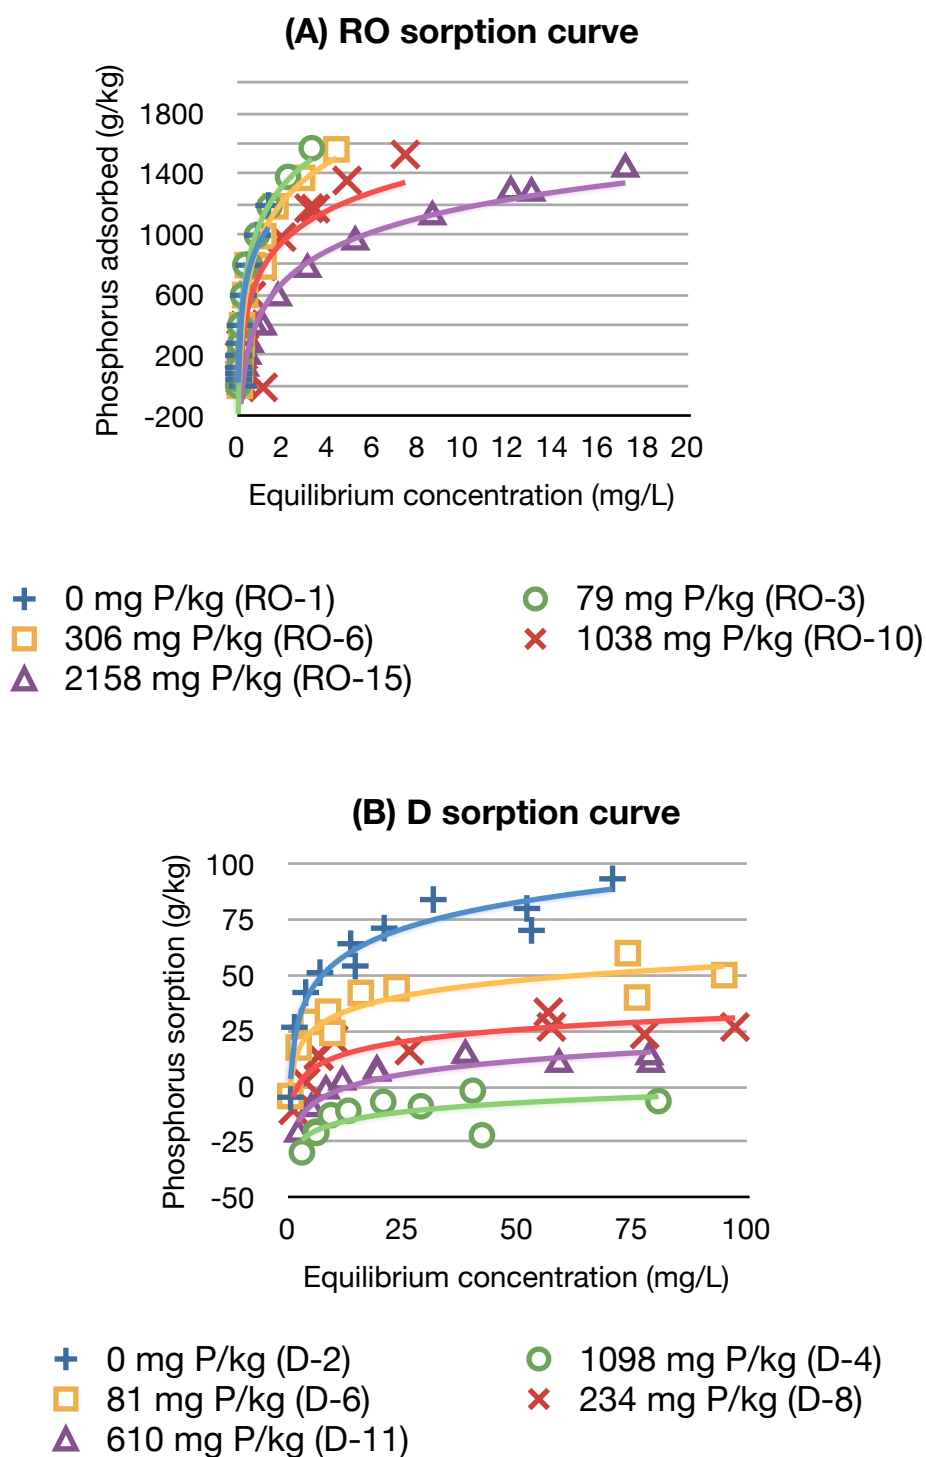 (A) RO sorption curve
Phosphorus adsorbed (g/kg)
1800
1400
1000
600
200
-200
0 2 4 6 8 10 12 14 16 18 20
Equilibrium concentration (mg/L)
0 mg P/kg (RO-1)
79 mg P/kg (RO-3)
306 mg P/kg (RO-6)
1038 mg P/kg (RO-10)
2158 mg P/kg (RO-15)
(B) D sorption curve
Phosphorus sorption (g/kg)
100
75
50
25
0
-25
-50
0 25 50 75 100
Equilibrium concentration (mg/L)
0 mg P/kg (D-2)
1098 mg P/kg (D-4)
81 mg P/kg (D-6)
234 mg P/kg (D-8)
610 mg P/kg (D-11)